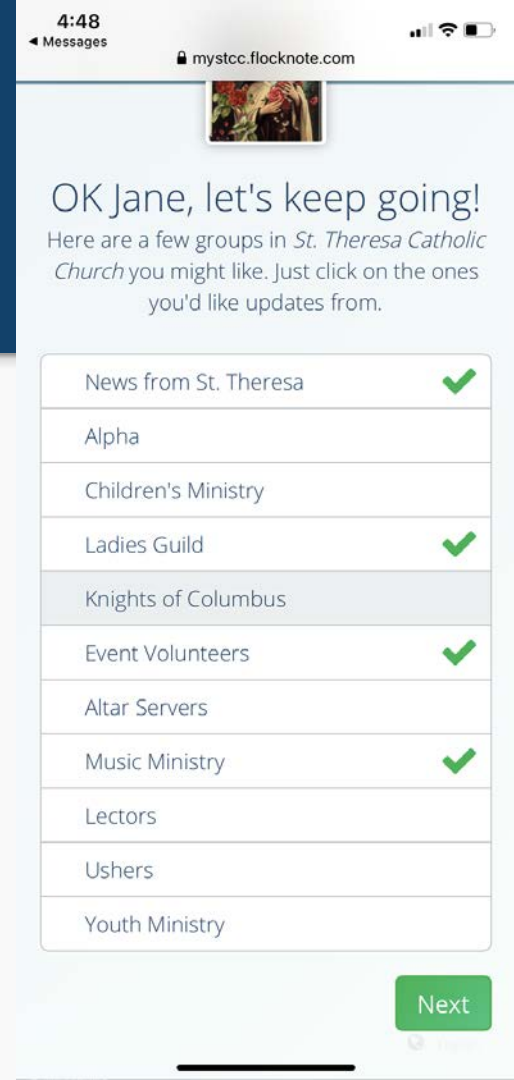 4:48
Messages
mystcc.flocknote.com
OK Jane, let's keep going!
Here are a few groups in St. Theresa Catholic
Church you might like. Just click on the ones
you'd like updates from.
News from St. Theresa
Alpha
Children's Ministry
Ladies Guild
Knights of Columbus
Event Volunteers
Altar Servers
Music Ministry
Lectors
Ushers
Youth Ministry
Next